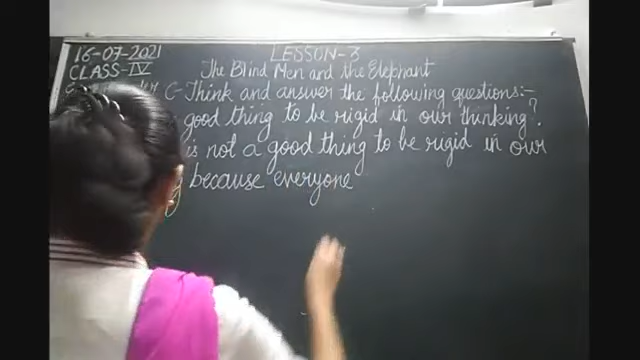 16-07-2021
LESSON-3
CLASS-IV
The Blind Men and the Elephant
C- Think and answer the following questions:-
good thing to be rigid in our thinking?
is not a good thing to be rigid in our
because everyone